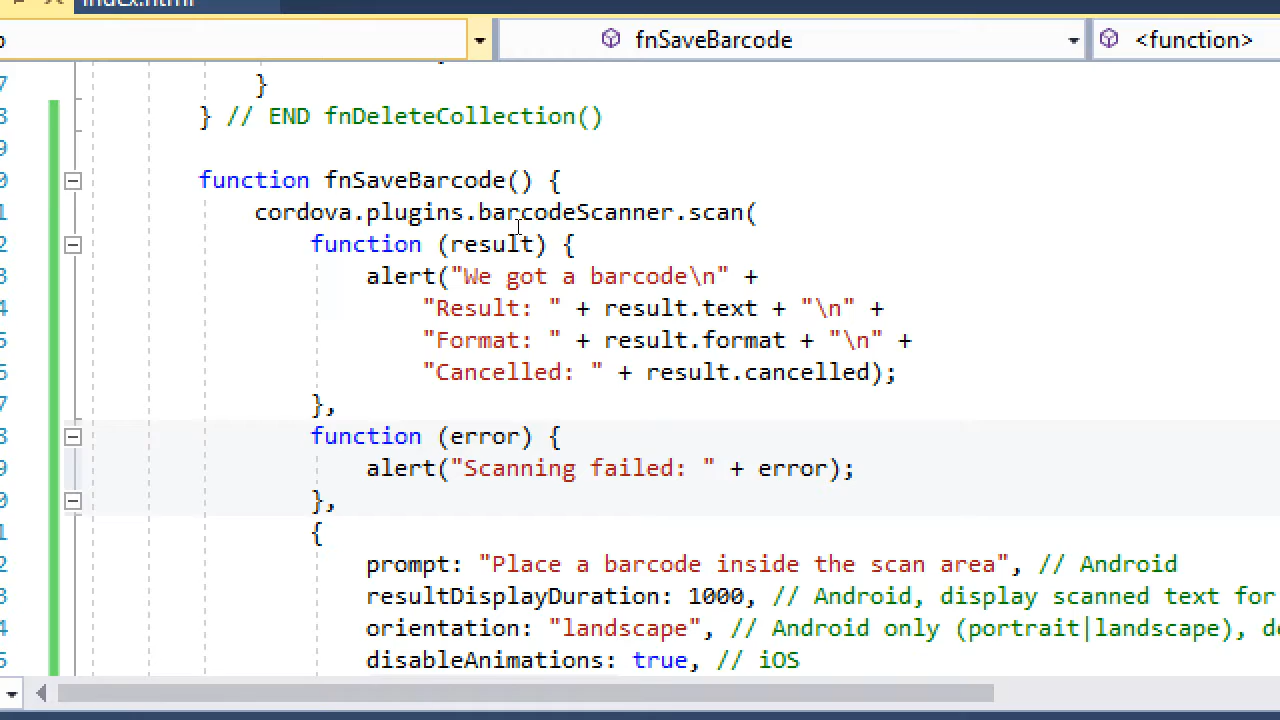 index.html
fnSaveBarcode <function>
}
} // END fnDeleteCollection()
function fnSaveBarcode() {
cordova.plugins.barcodeScanner.scan(
function (result) {
alert("We got a barcode\n" +
"Result: " + result.text + "\n" +
"Format: " + result.format + "\n" +
"Cancelled: " + result.cancelled);
},
function (error) {
alert("Scanning failed: " + error);
},
{
prompt: "Place a barcode inside the scan area", // Android
resultDisplayDuration: 1000, // Android, display scanned text for
orientation: "landscape", // Android only (portrait|landscape),
disableAnimations: true, // iOS